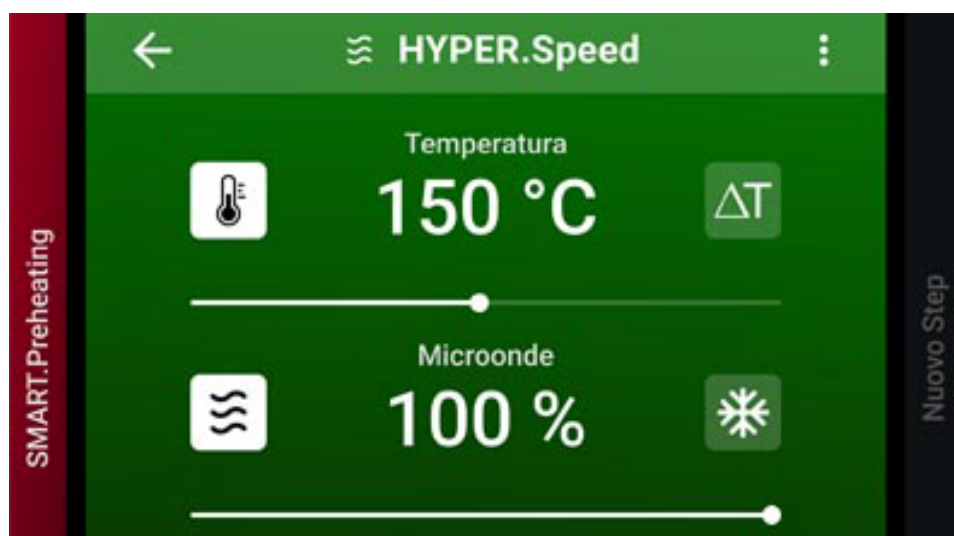 HYPER.Speed
Temperatura
150 °C
ΔT
Microonde
100 %
SMART.Preheating
Nuovo Step